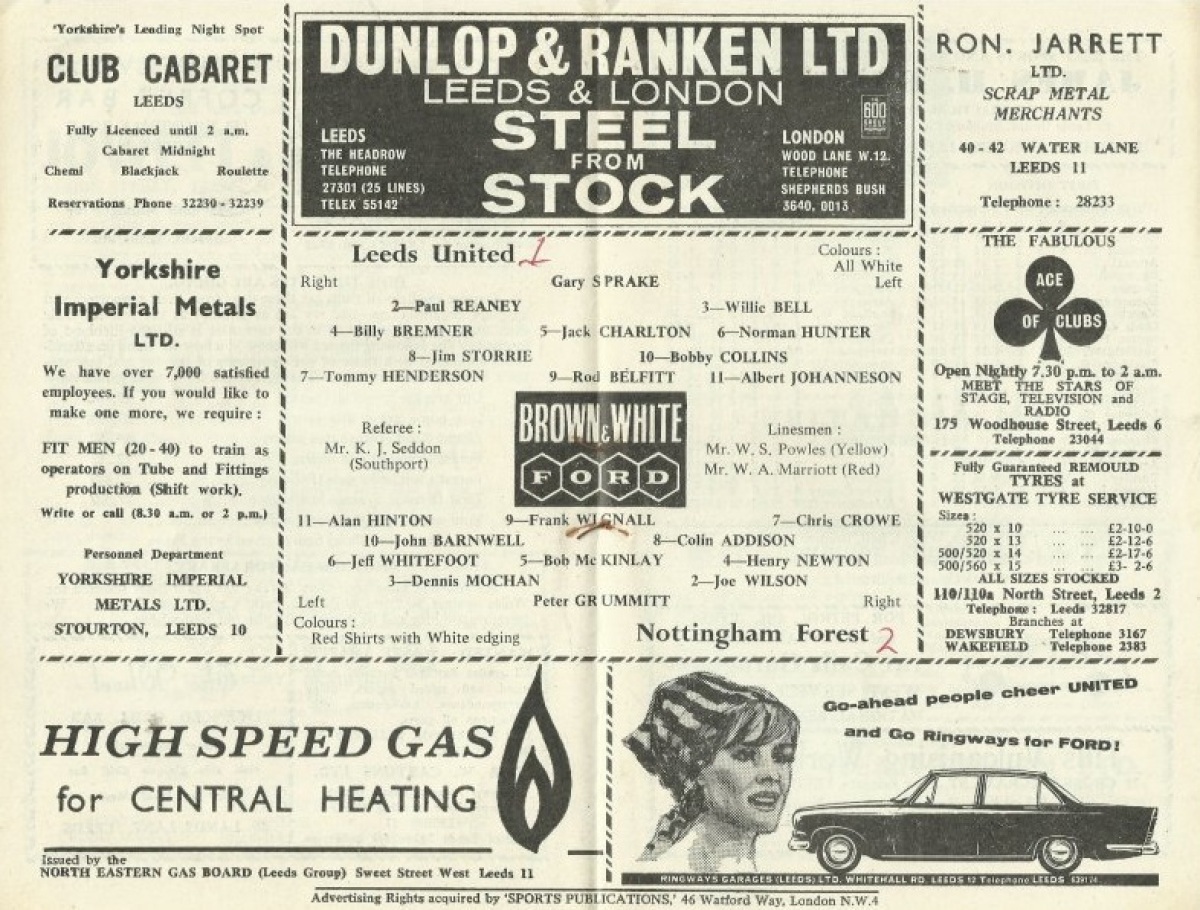 'Yorkshire's Leading Night Spot'
CLUB CABARET
LEEDS
Fully Licenced until 2 a.m.
Cabaret Midnight
Chemi Blackjack Roulette
Reservations Phone 32230 - 32239
Yorkshire
Imperial Metals
LTD.
We have over 7,000 satisfied
employees. If you would like to
make one more, we require :
FIT MEN (20 - 40) to train as
operators on Tube and Fittings
production (Shift work).
Write or call (8.30 a.m. or 2 p.m.)
Personnel Department
YORKSHIRE IMPERIAL
METALS LTD.
STOURTON, LEEDS 10
DUNLOP & RANKEN LTD
LEEDS & LONDON
STEEL
FROM
STOCK
LEEDS
THE HEADROW
TELEPHONE
27301 (25 LINES)
TELEX 55142
600
GROUP
LONDON
WOOD LANE W.12.
TELEPHONE
SHEPHERDS BUSH
3640, 0013
Leeds United 1
Colours :
All White
Right Gary SPRAKE Left
2—Paul REANEY 3—Willie BELL
4—Billy BREMNER 5—Jack CHARLTON 6—Norman HUNTER
8—Jim STORRIE 10—Bobby COLLINS
7—Tommy HENDERSON 9—Rod BELFITT 11—Albert JOHANNESON
Referee :
Mr. K. J. Seddon
(Southport)
BROWN & WHITE
FORD
Linesmen :
Mr. W. S. Powles (Yellow)
Mr. W. A. Marriott (Red)
11—Alan HINTON 9—Frank WIGNALL 7—Chris CROWE
10—John BARNWELL 8—Colin ADDISON
6—Jeff WHITEFOOT 5—Bob McKINLAY 4—Henry NEWTON
3—Dennis MOCHAN 2—Joe WILSON
Left Peter GRUMMITT Right
Colours :
Red Shirts with White edging
Nottingham Forest 2
RON. JARRETT
LTD.
SCRAP METAL
MERCHANTS
40 - 42 WATER LANE
LEEDS 11
Telephone : 28233
THE FABULOUS
ACE
OF CLUBS
Open Nightly 7.30 p.m. to 2 a.m.
MEET THE STARS OF
STAGE, TELEVISION and
RADIO
175 Woodhouse Street, Leeds 6
Telephone 23044
Fully Guaranteed REMOULD
TYRES at
WESTGATE TYRE SERVICE
Sizes :
520 x 10 ... ... £2-10-0
520 x 13 ... ... £2-12-6
500/520 x 14 ... ... £2-17-6
500/560 x 15 ... ... £3- 2-6
ALL SIZES STOCKED
110/110a North Street, Leeds 2
Telephone : Leeds 32817
Branches at
DEWSBURY Telephone 3167
WAKEFIELD Telephone 2383
HIGH SPEED GAS
for CENTRAL HEATING
Issued by the
NORTH EASTERN GAS BOARD (Leeds Group) Sweet Street West Leeds 11
Go-ahead people cheer UNITED
and Go Ringways for FORD!
RINGWAYS GARAGES (LEEDS) LTD. WHITEHALL RD. LEEDS 12 Telephone LEEDS
Advertising Rights acquired by 'SPORTS PUBLICATIONS,' 46 Watford Way, London N.W.4